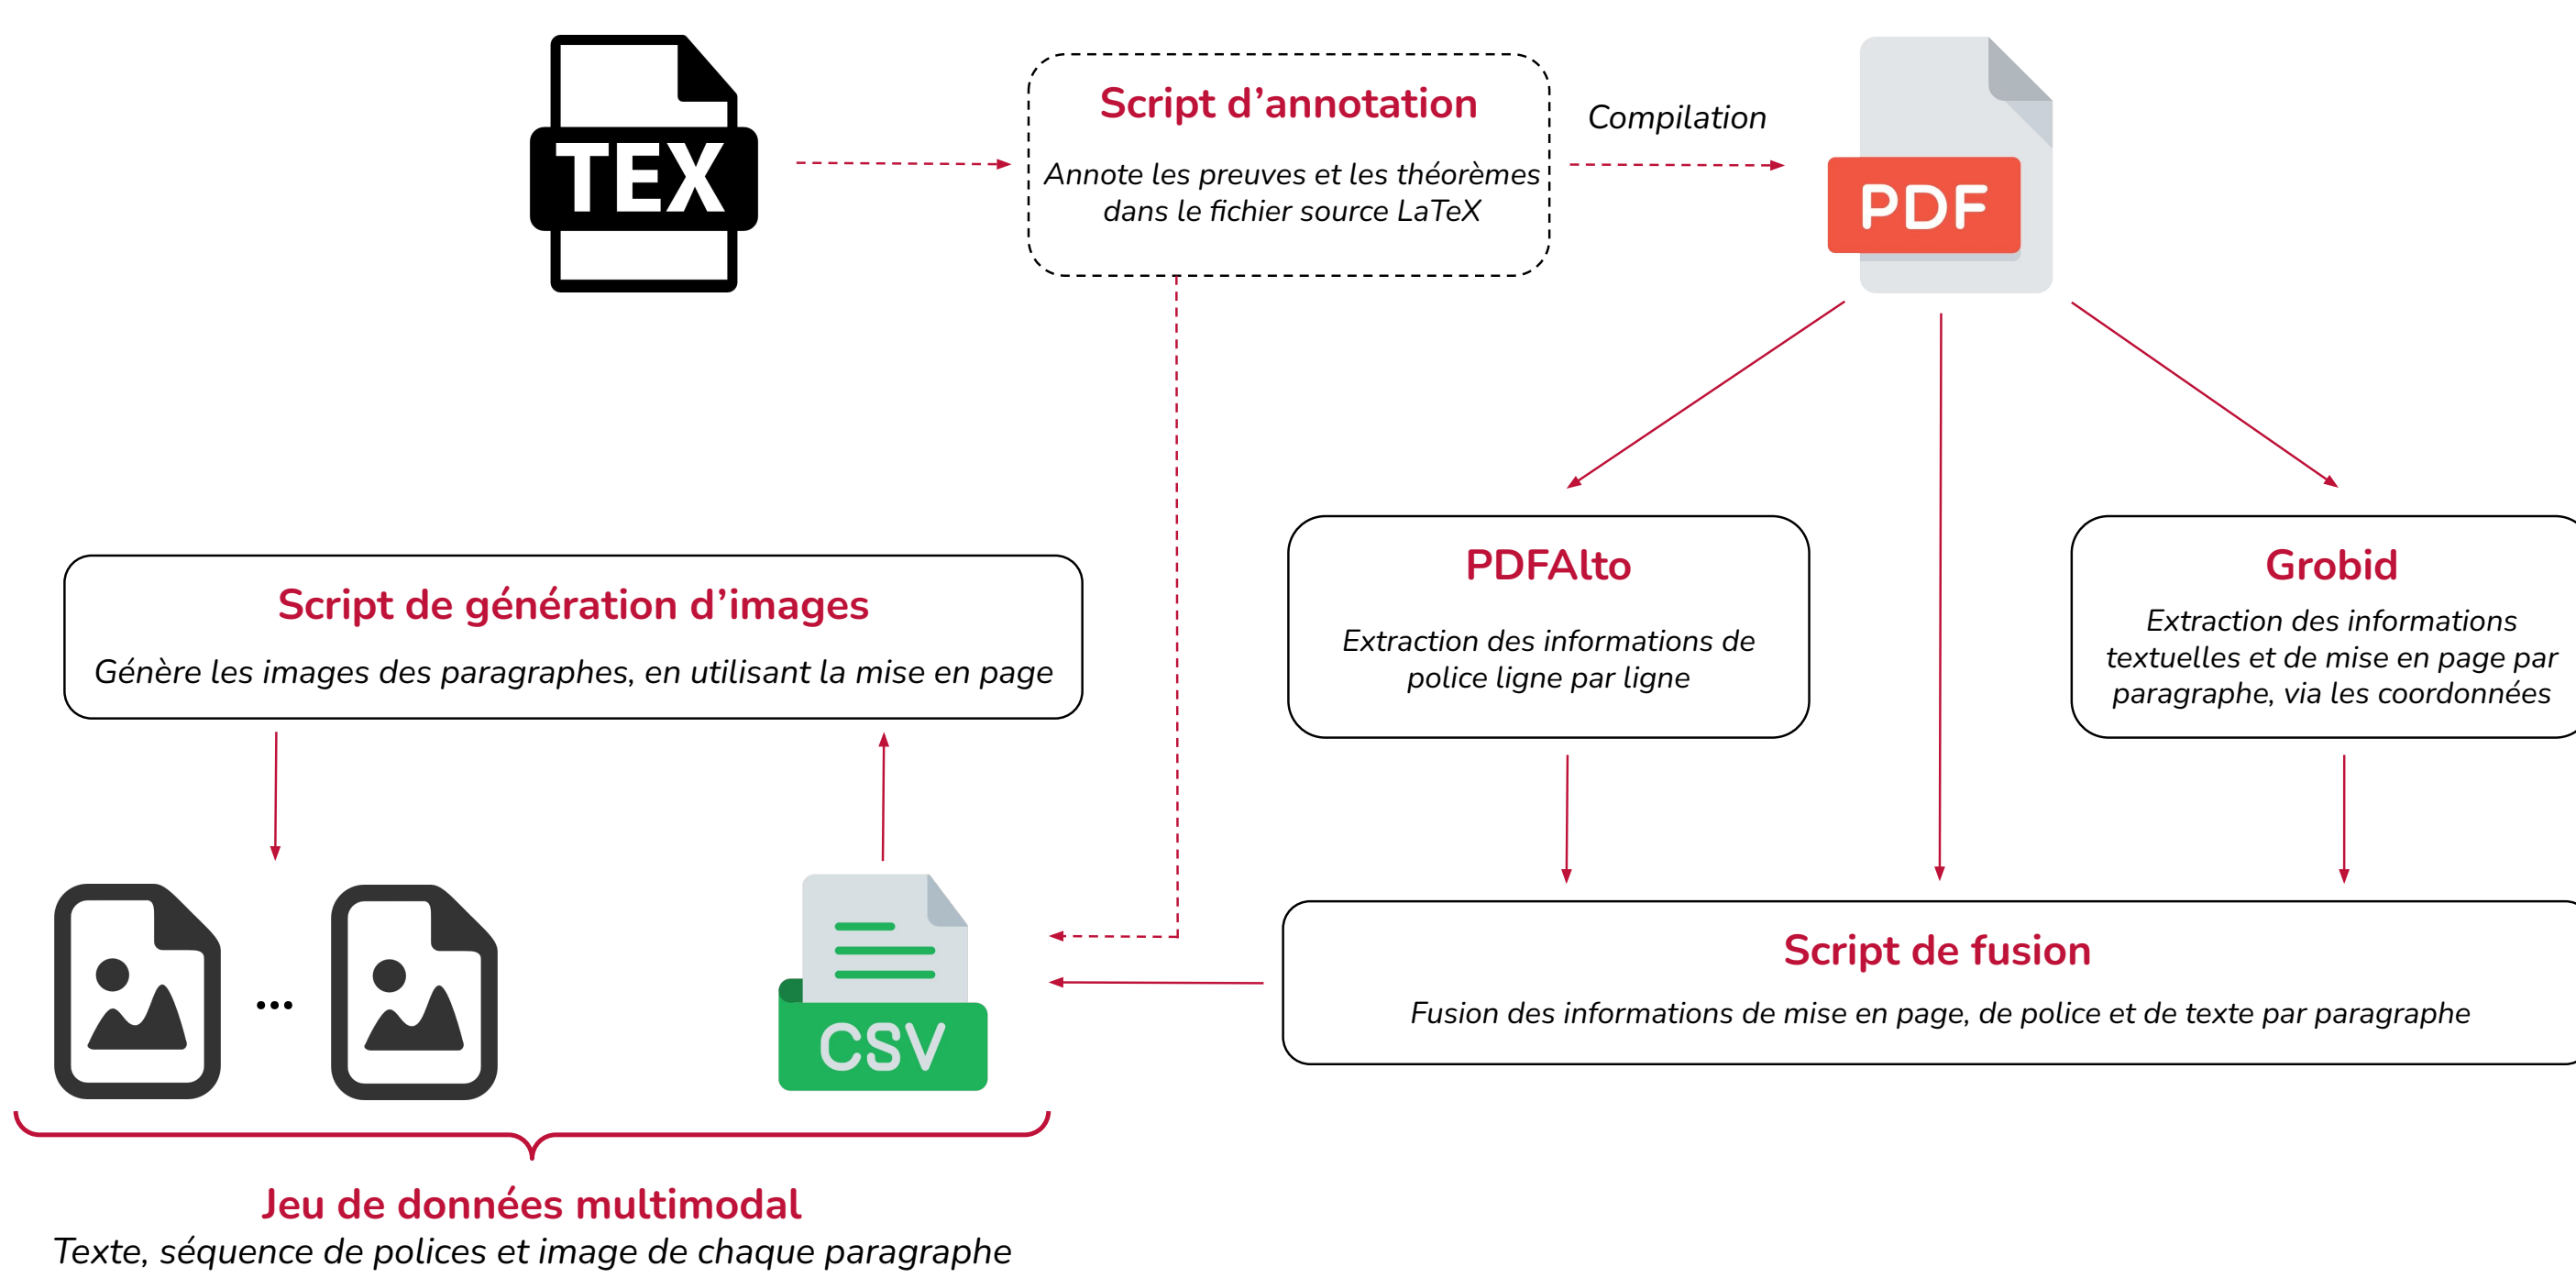 TEX
Script d’annotation
Annote les preuves et les théorèmes
dans le fichier source LaTeX
Compilation
PDF
PDFAlto
Extraction des informations de
police ligne par ligne
Grobid
Extraction des informations
textuelles et de mise en page par
paragraphe, via les coordonnées
Script de génération d’images
Génère les images des paragraphes, en utilisant la mise en page
...
CSV
Script de fusion
Fusion des informations de mise en page, de police et de texte par paragraphe
Jeu de données multimodal
Texte, séquence de polices et image de chaque paragraphe